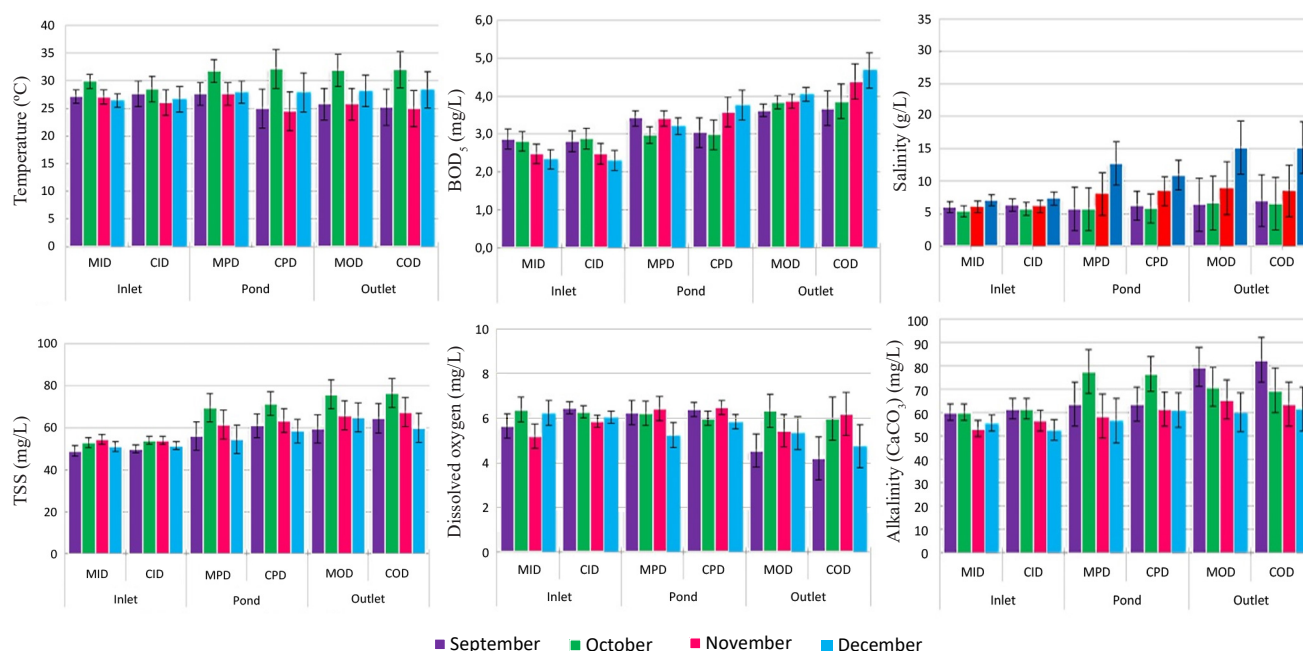 Temperature (ºC)
40
35
30
25
20
15
10
5
0
MID CID MPD CPD MOD COD
Inlet Pond Outlet
BOD5 (mg/L)
6,0
5,0
4,0
3,0
2,0
1,0
0,0
MID CID MPD CPD MOD COD
Inlet Pond Outlet
Salinity (g/L)
35
30
25
20
15
10
5
0
MID CID MPD CPD MOD COD
Inlet Pond Outlet
TSS (mg/L)
100
80
60
40
20
0
MID CID MPD CPD MOD COD
Inlet Pond Outlet
Dissolved oxygen (mg/L)
10
8
6
4
2
0
MID CID MPD CPD MOD COD
Inlet Pond Outlet
Alkalinity (CaCO3) (mg/L)
100
90
80
70
60
50
40
30
20
10
0
MID CID MPD CPD MOD COD
Inlet Pond Outlet
September October November December